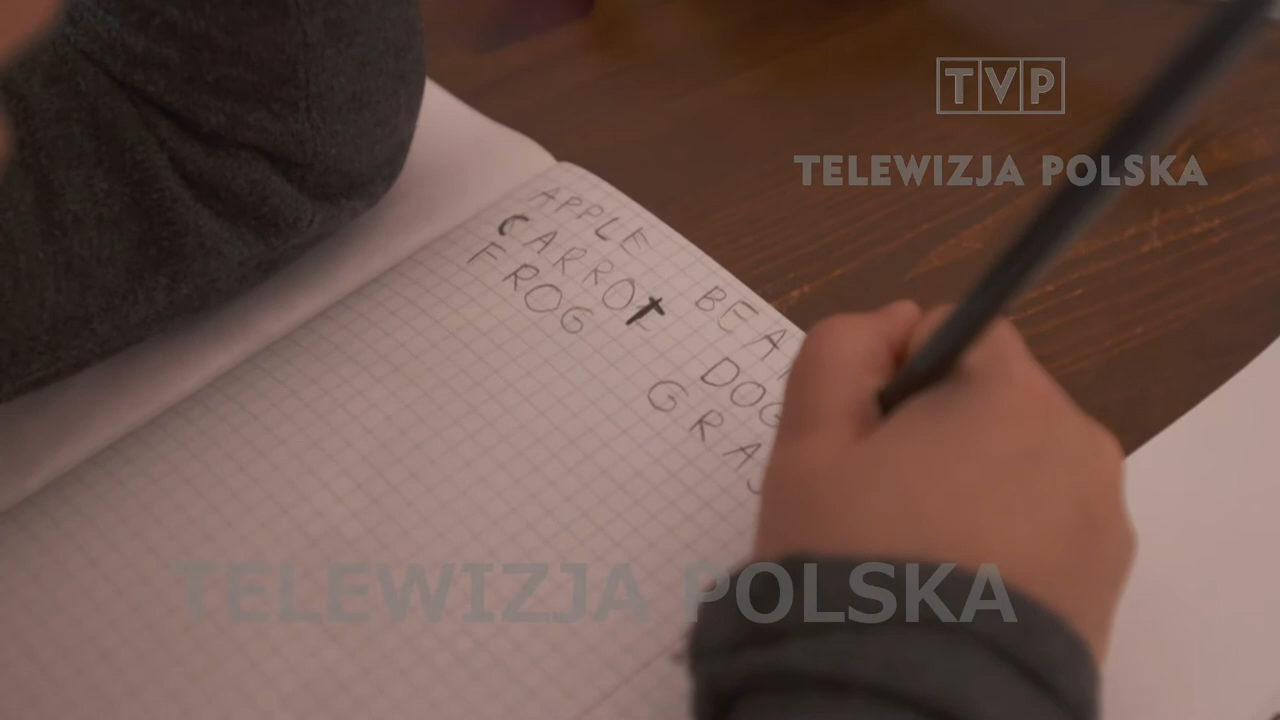 TVP
TELEWIZJA POLSKA
APPLE
CARROT
FROG
DOG
TELEWIZJA POLSKA